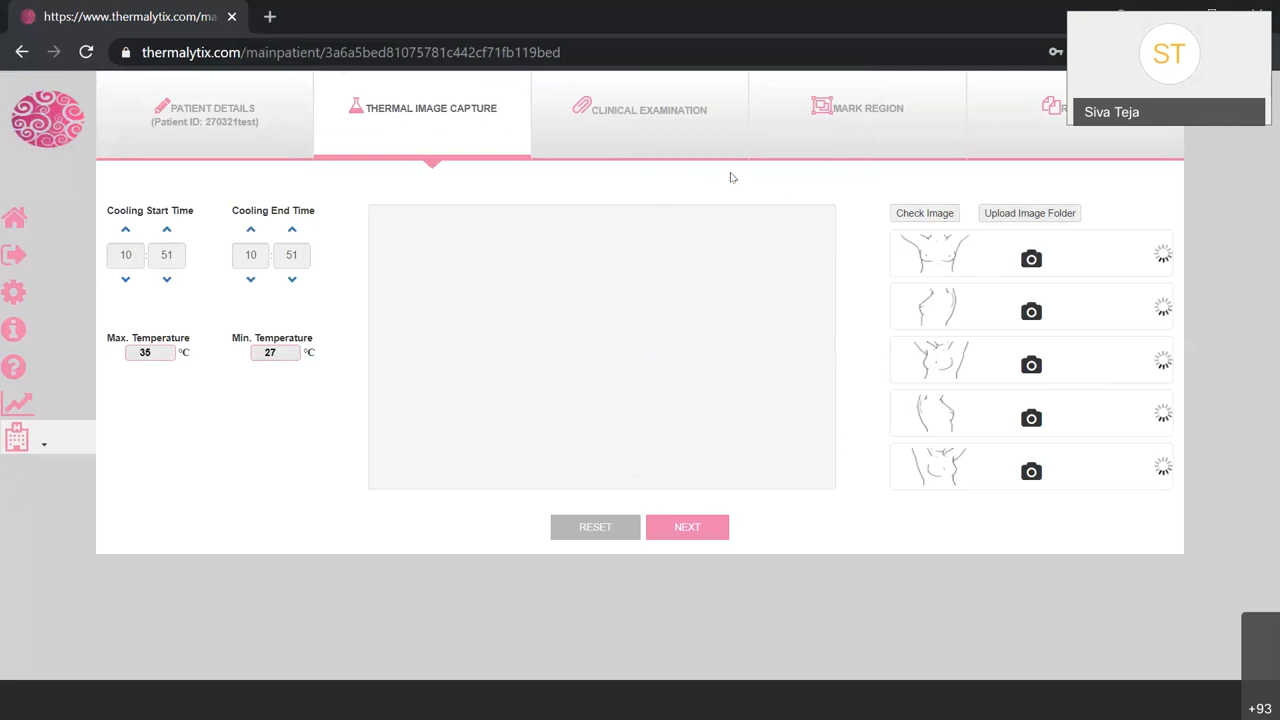 https://www.thermalytix.com/ma
thermalytix.com/mainpatient/3a6a5bed81075781c442cf71fb119bed
ST
Siva Teja
PATIENT DETAILS
(Patient ID: 270321test)
THERMAL IMAGE CAPTURE
CLINICAL EXAMINATION
MARK REGION
Cooling Start Time
Cooling End Time
10 : 51
10 : 51
Max. Temperature
35 °C
Min. Temperature
27 °C
Check Image
Upload Image Folder
RESET
NEXT
+93